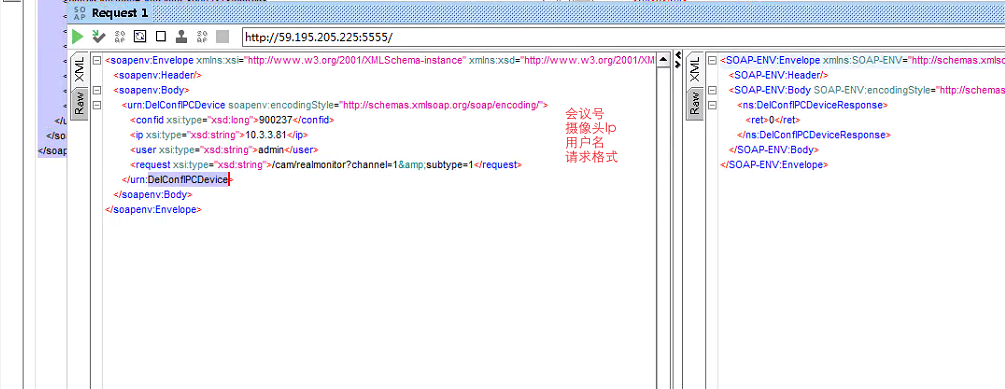 Request 1
http://59.195.205.225:5555/
XML
Raw
<soapenv:Envelope xmlns:xsi="http://www.w3.org/2001/XMLSchema-instance" xmlns:xsd="http://www.w3.org/2001/XM
<soapenv:Header/>
<soapenv:Body>
<urn:DelConfIPCDevice soapenv:encodingStyle="http://schemas.xmlsoap.org/soap/encoding/">
<confid xsi:type="xsd:long">900237</confid>
<ip xsi:type="xsd:string">10.3.3.81</ip>
<user xsi:type="xsd:string">admin</user>
<request xsi:type="xsd:string">/cam/realmonitor?channel=1&amp;subtype=1</request>
</urn:DelConfIPCDevice>
</soapenv:Body>
</soapenv:Envelope>
会议号
摄像头Ip
用户名
请求格式
XML
Raw
<SOAP-ENV:Envelope xmlns:SOAP-ENV="http://schemas.xm
<SOAP-ENV:Header/>
<SOAP-ENV:Body SOAP-ENV:encodingStyle="http://schemas
<ns:DelConfIPCDeviceResponse>
<ret>0</ret>
</ns:DelConfIPCDeviceResponse>
</SOAP-ENV:Body>
</SOAP-ENV:Envelope>